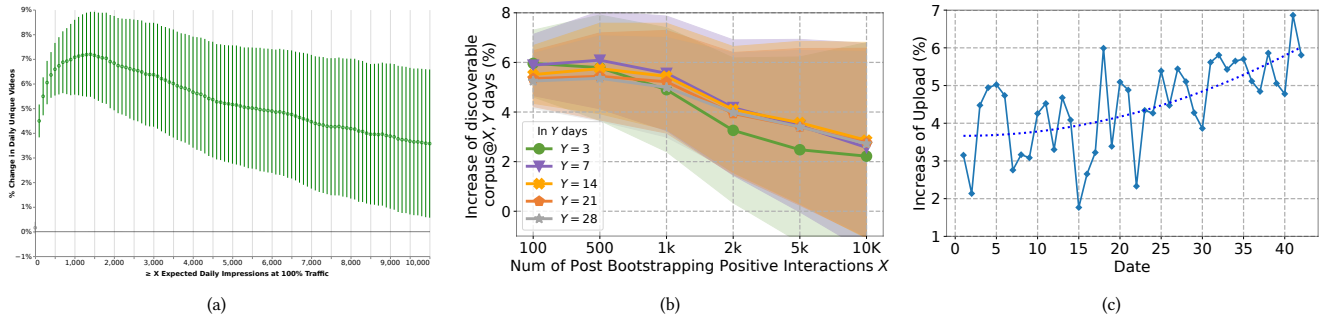 9%
8%
7%
6%
5%
4%
3%
2%
1%
0%
−1%
% Change in Daily Unique Videos
0 1,000 2,000 3,000 4,000 5,000 6,000 7,000 8,000 9,000 10,000
≥ X Expected Daily Impressions at 100% Traffic
(a)
8
6
4
2
0
Increase of discoverable
corpus@X, Y days (%)
In Y days
Y = 3
Y = 7
Y = 14
Y = 21
Y = 28
100 500 1k 2k 5k 10K
Num of Post Bootstrapping Positive Interactions X
(b)
7
6
5
4
3
2
1
Increase of Upload (%)
0 5 10 15 20 25 30 35 40
Date
(c)